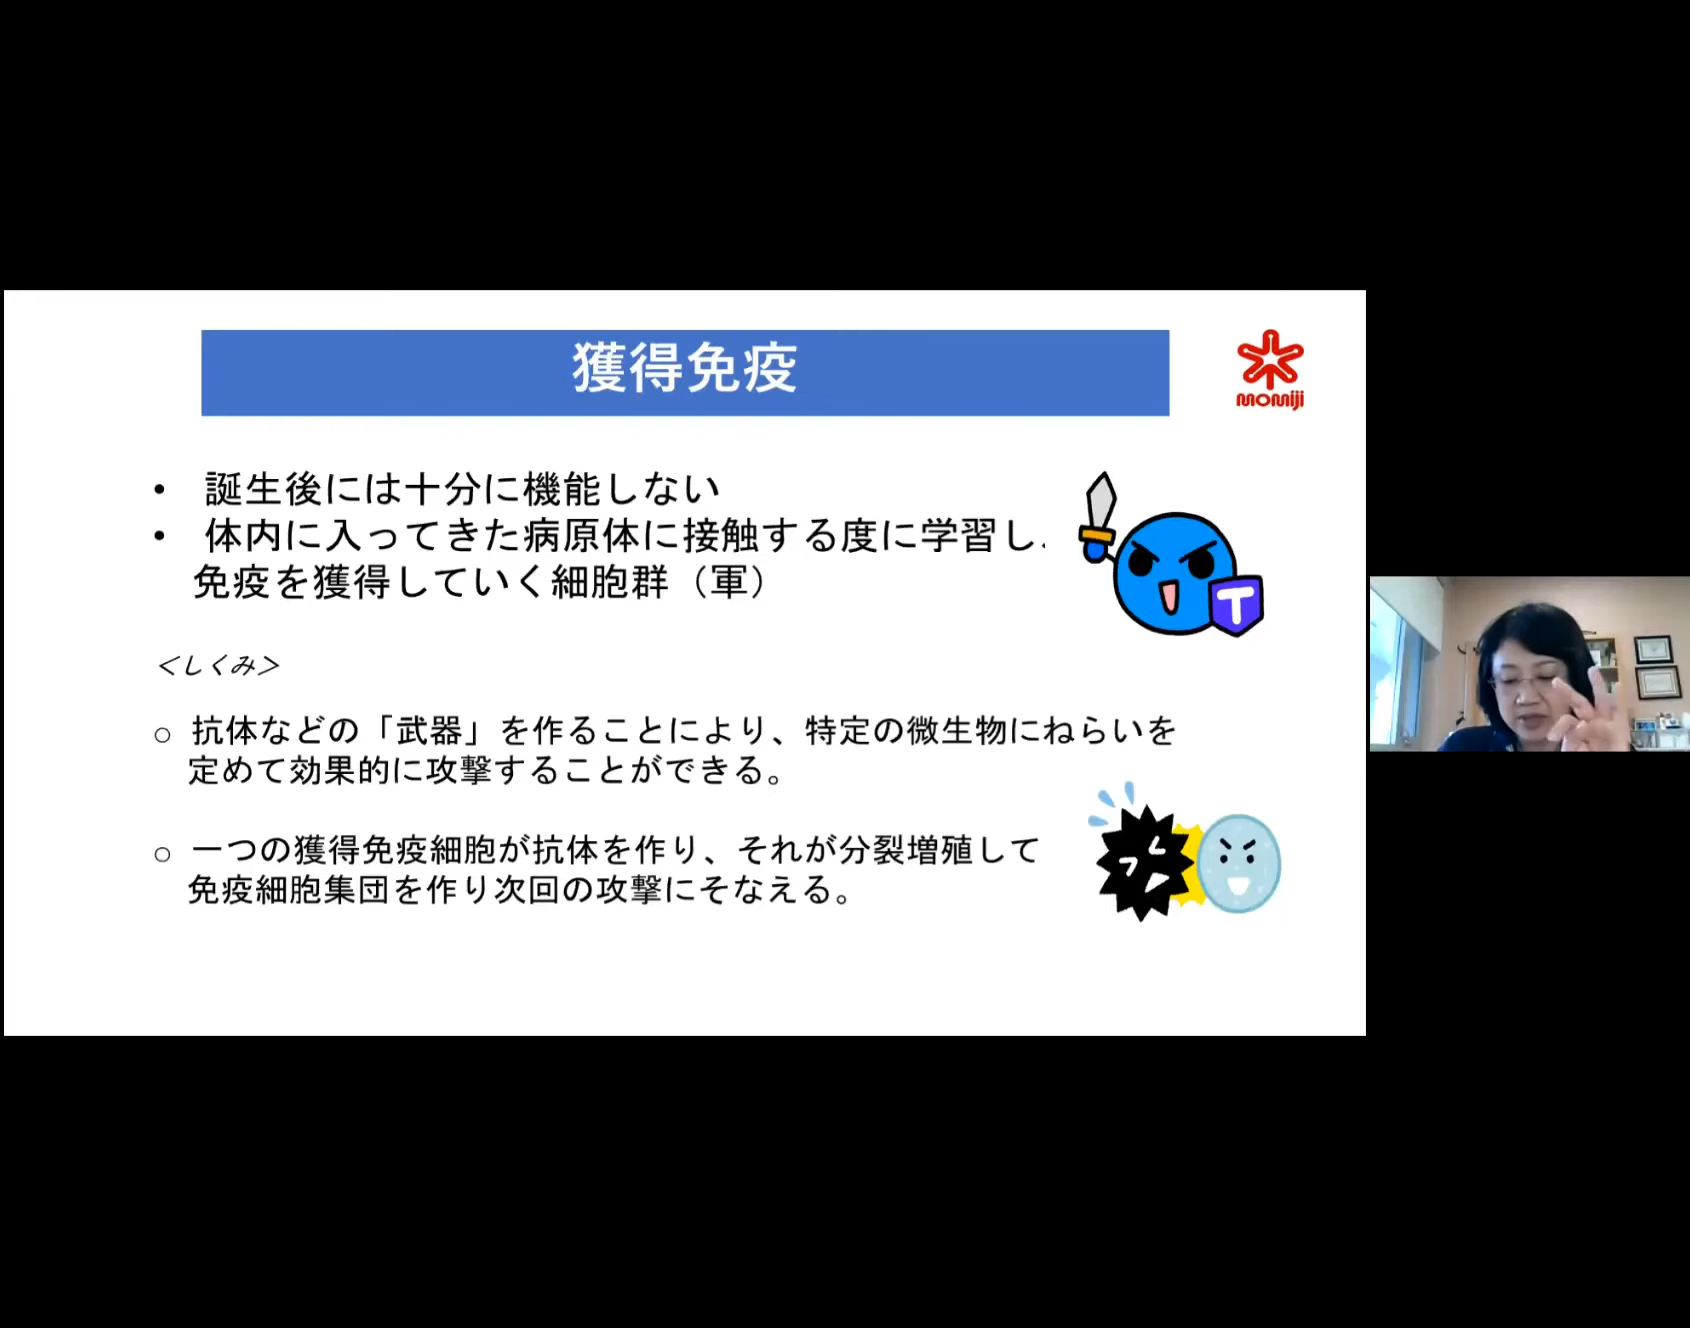 獲得免疫
momiji
• 誕生後には十分に機能しない
• 体内に入ってきた病原体に接触する度に学習し、
免疫を獲得していく細胞群（軍）
T
＜しくみ＞
○ 抗体などの「武器」を作ることにより、特定の微生物にねらいを
定めて効果的に攻撃することができる。
○ 一つの獲得免疫細胞が抗体を作り、それが分裂増殖して
免疫細胞集団を作り次回の攻撃にそなえる。